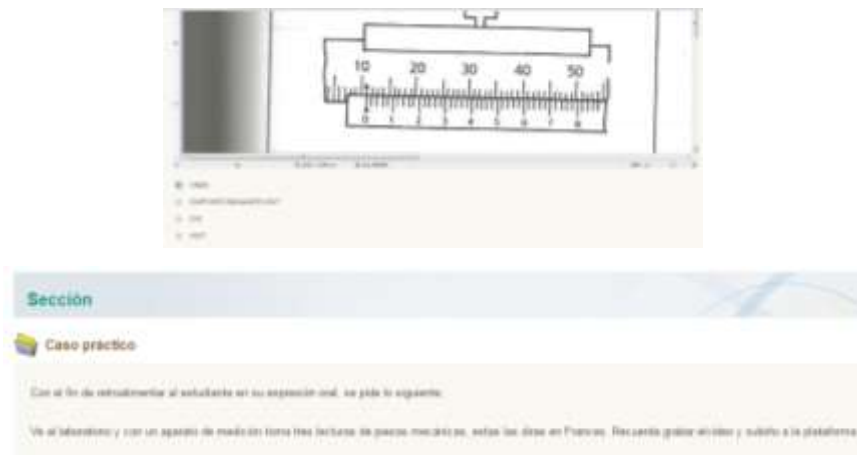 10 20 30 40 50
0 1 2 3 4 5 6 7 8
Sección
Caso práctico
Con el fin de retroalimentar al estudiante en su expresión oral, se pide lo siguiente:
Ve al laboratorio y con un aparato de medición toma tres lecturas de piezas mecánicas, estas las dirás en Francés. Recuerda grabar el video y subirlo a la plataforma